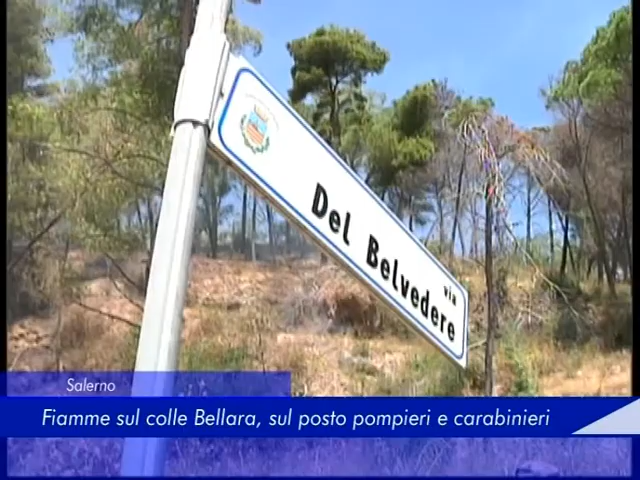 via
Del Belvedere
Salerno
Fiamme sul colle Bellara, sul posto pompieri e carabinieri